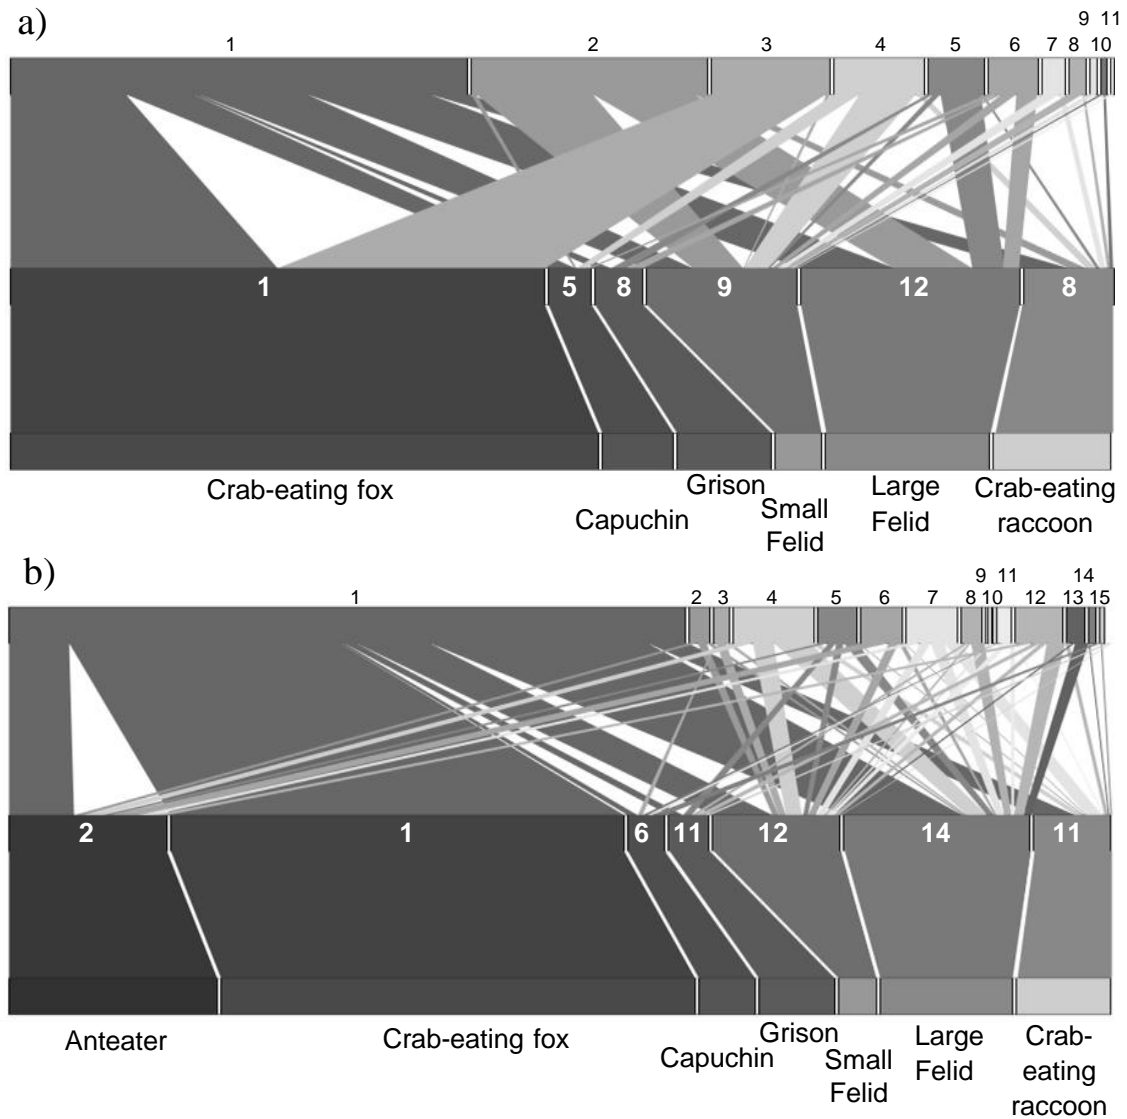 a)
9 11
1 2 3 4 5 6 7 8 10
1 5 8 9 12 8
Crab-eating fox Capuchin Grison Small Felid Large Felid Crab-eating raccoon
b)
14
9 11
1 2 3 4 5 6 7 8 10 12 13 15
2 1 6 11 12 14 11
Anteater
Crab-eating fox
Capuchin
Grison
Small
Felid
Large
Felid
Crab-
eating
raccoon